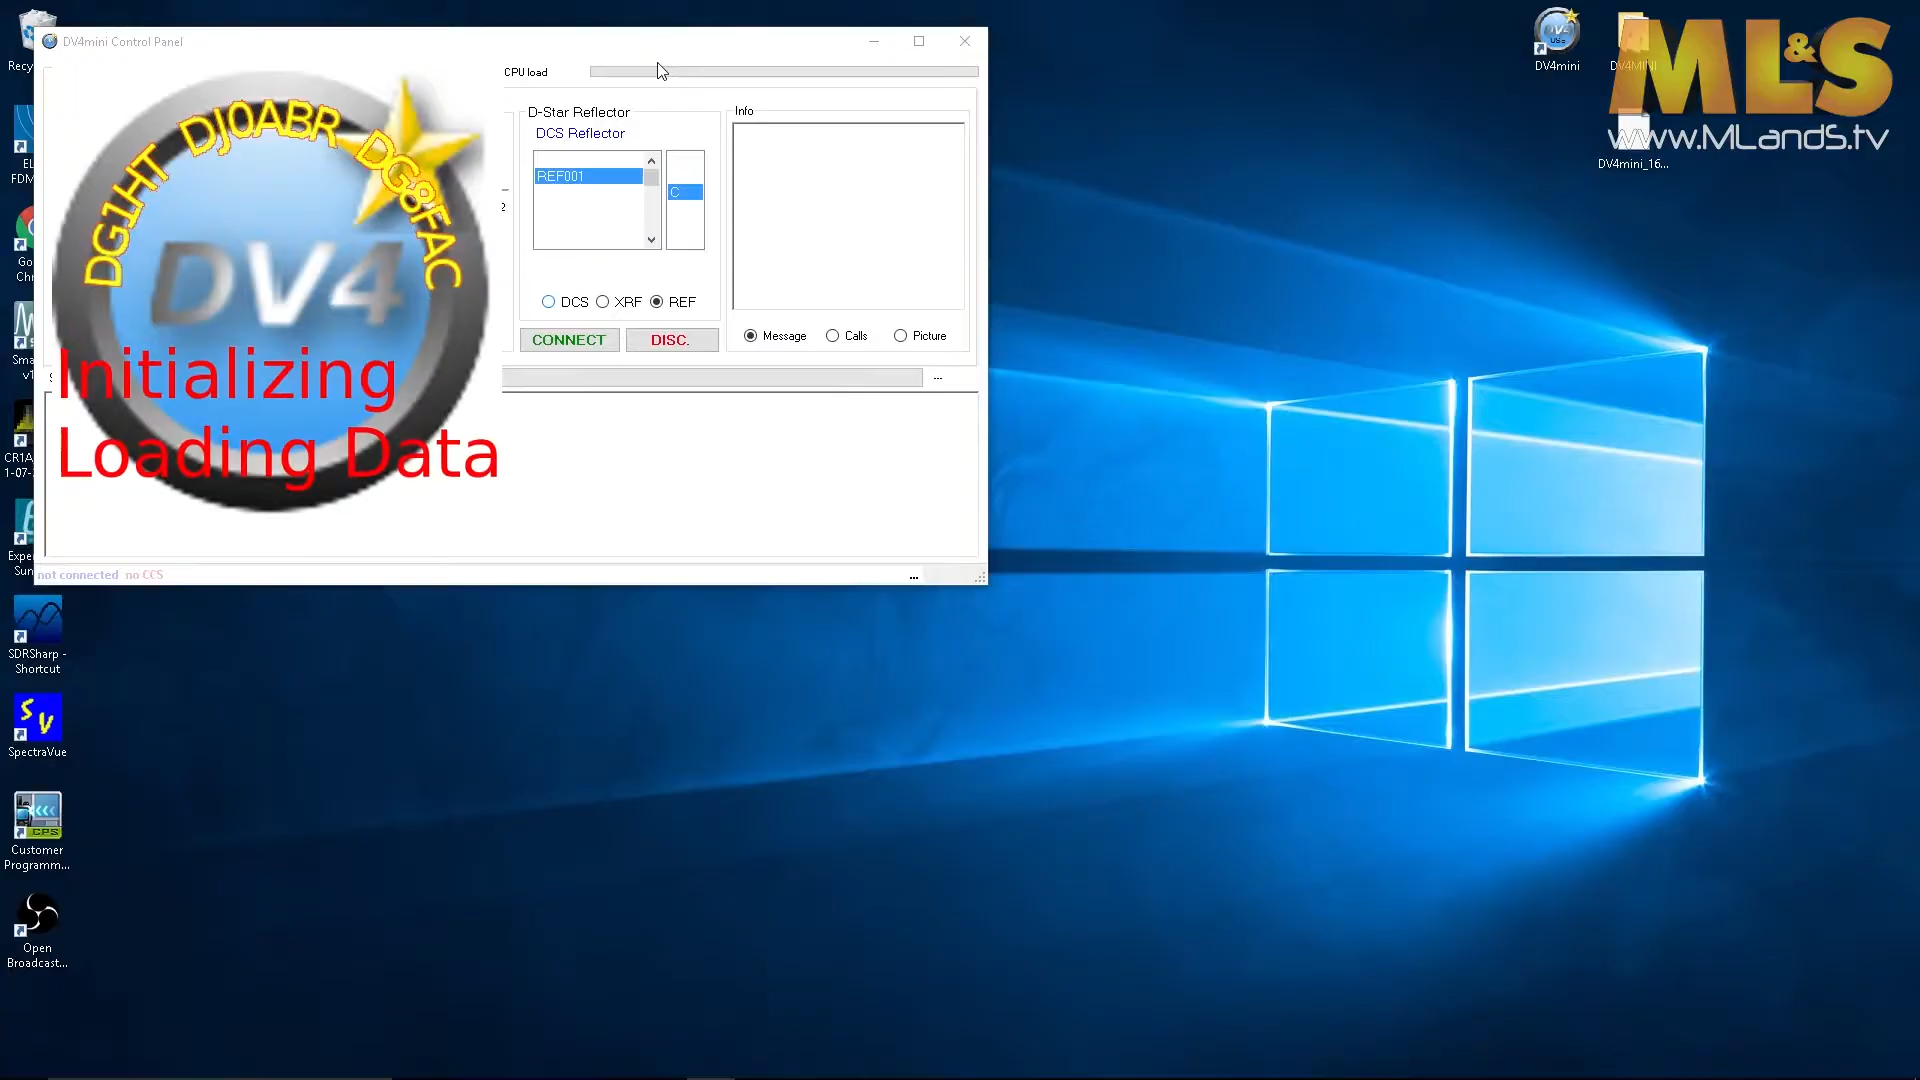 DV4mini Control Panel
CPU load
D-Star Reflector
DCS Reflector
REF001
C
Info
DCS
XRF
REF
CONNECT
DISC.
Message
Calls
Picture
...
DG1HT DJ0ABR DG8FAC
DV4
Initializing
Loading Data
not connected no CCS
...
DV4mini
DV4MINI
ML&S
www.MLandS.tv
DV4mini_16...
SDRSharp -
Shortcut
SpectraVue
Customer
Programm...
Open
Broadcast...